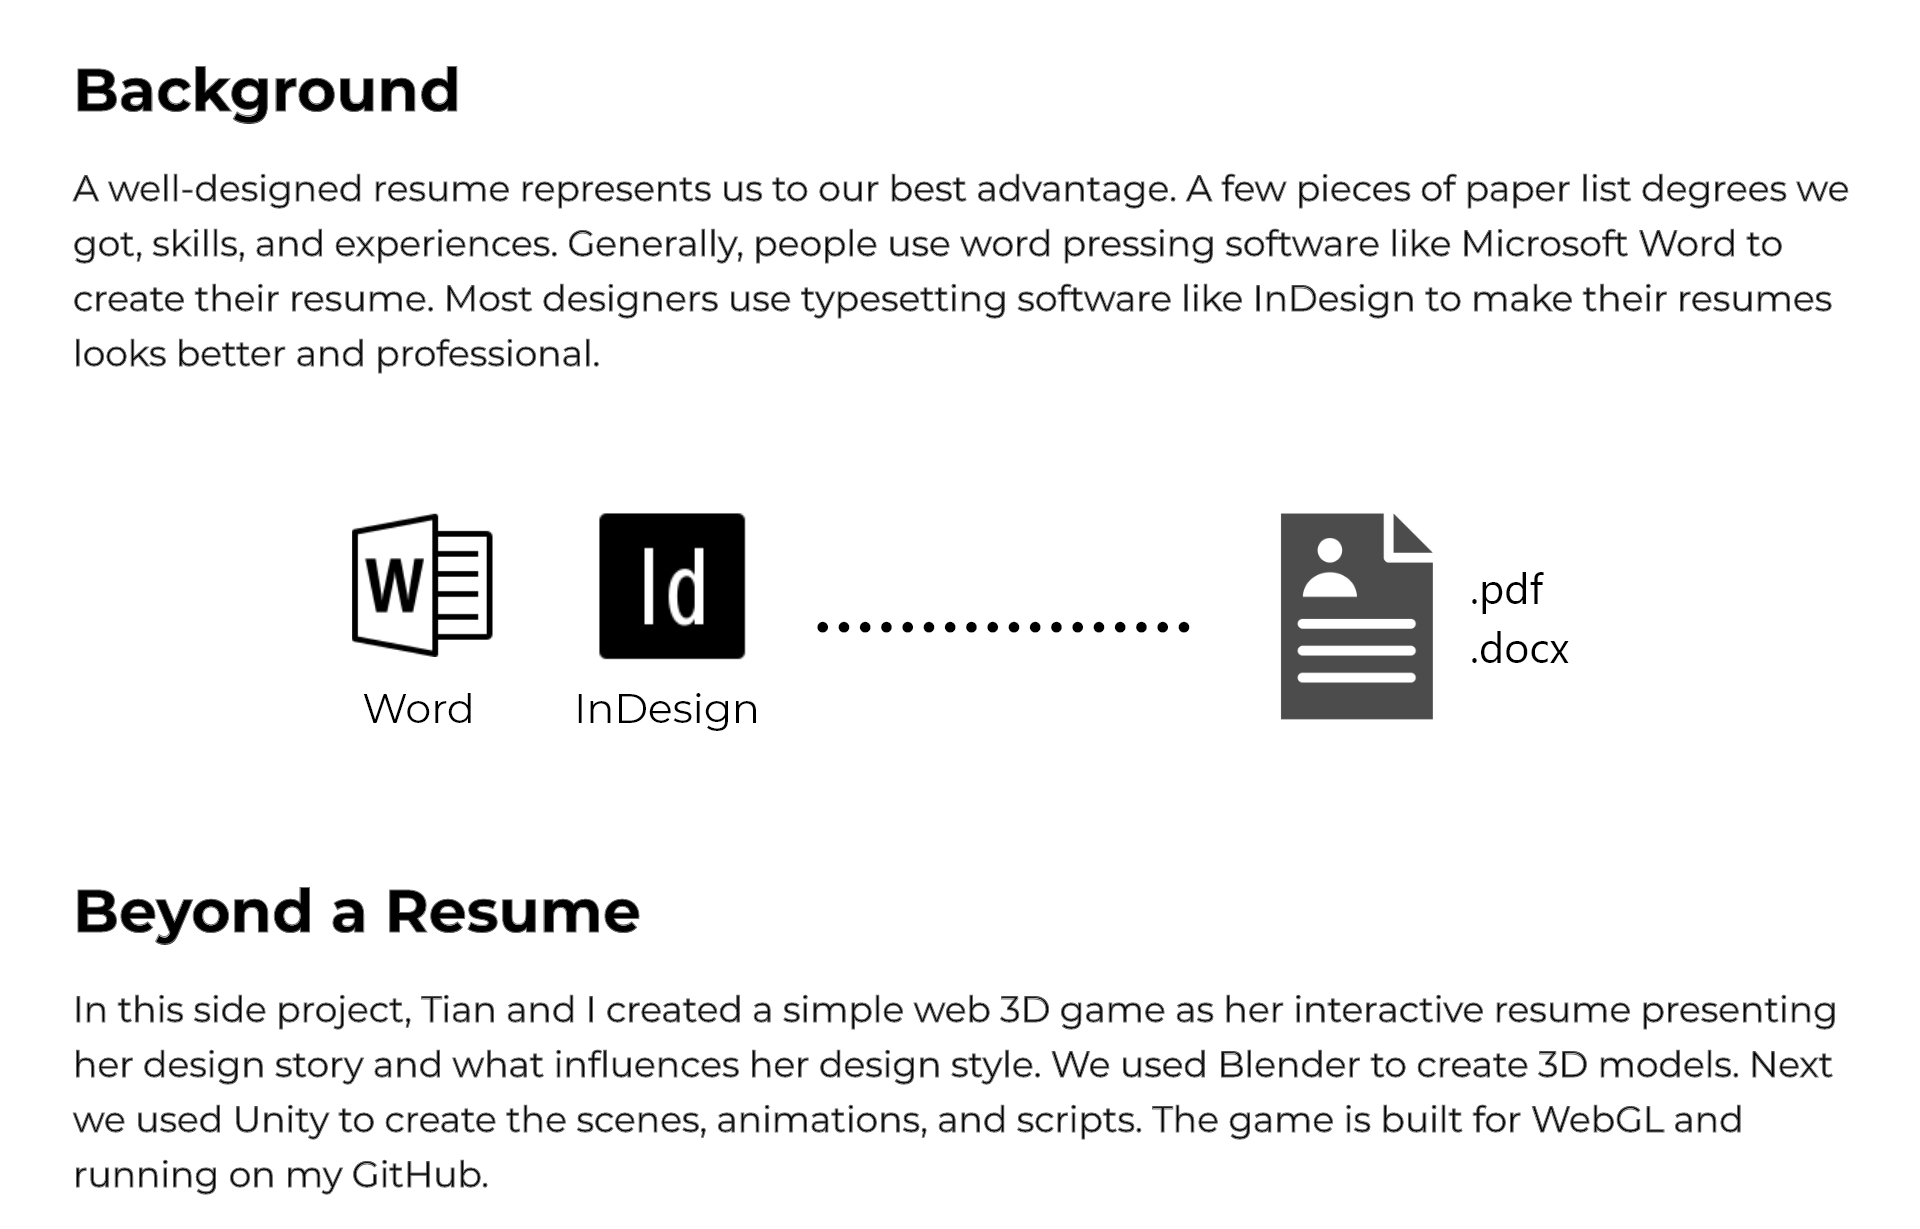 Background
A well-designed resume represents us to our best advantage. A few pieces of paper list degrees we
got, skills, and experiences. Generally, people use word pressing software like Microsoft Word to
create their resume. Most designers use typesetting software like InDesign to make their resumes
looks better and professional.
W
Id
.pdf
.docx
Word
InDesign
Beyond a Resume
In this side project, Tian and I created a simple web 3D game as her interactive resume presenting
her design story and what influences her design style. We used Blender to create 3D models. Next
we used Unity to create the scenes, animations, and scripts. The game is built for WebGL and
running on my GitHub.